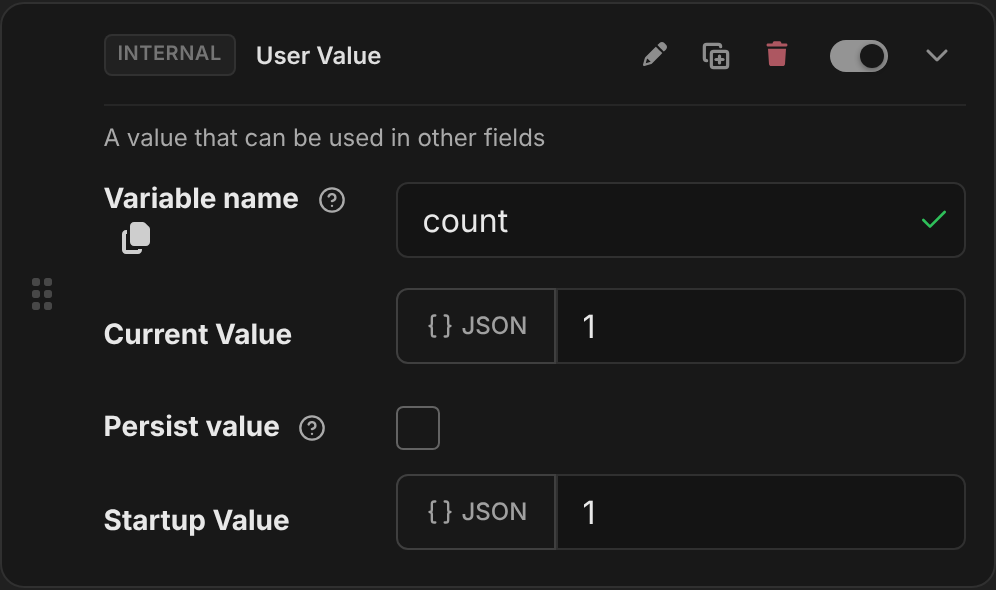 INTERNAL User Value
A value that can be used in other fields
Variable name ?
count
Current Value
{} JSON 1
Persist value ?
Startup Value
{} JSON 1